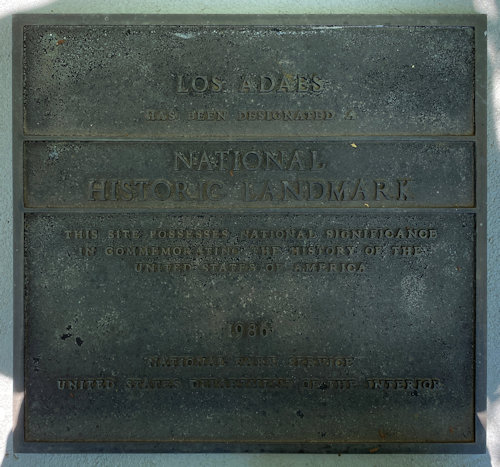 LOS ADAES
HAS BEEN DESIGNATED A
NATIONAL
HISTORIC LANDMARK
THIS SITE POSSESSES NATIONAL SIGNIFICANCE
IN COMMEMORATING THE HISTORY OF THE
UNITED STATES OF AMERICA
1986
NATIONAL PARK SERVICE
UNITED STATES DEPARTMENT OF THE INTERIOR